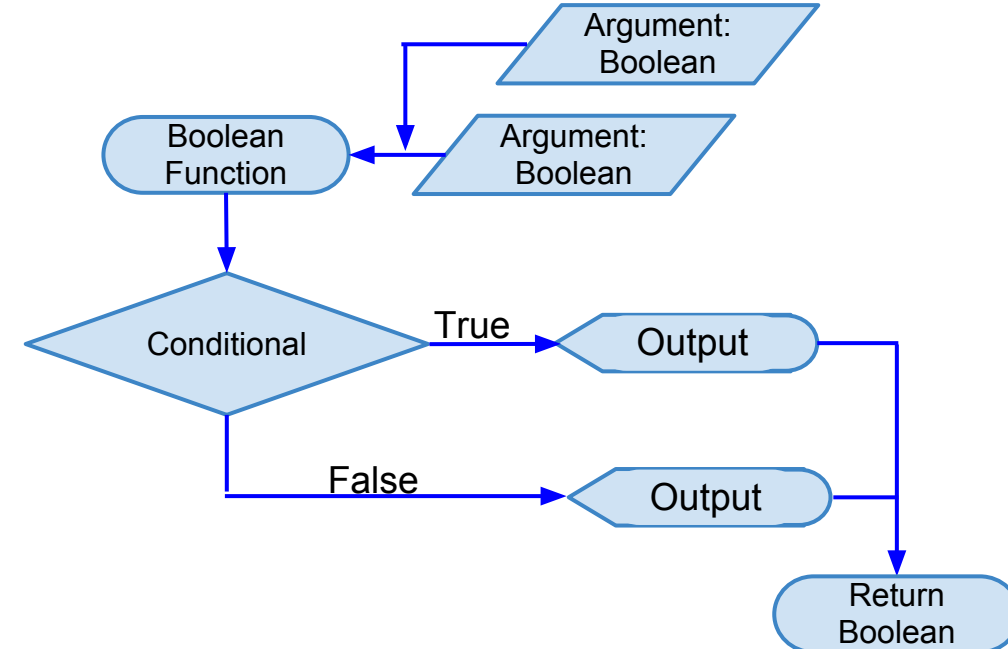 Argument:
Boolean
Boolean
Function
Argument:
Boolean
Conditional
True
Output
False
Output
Return
Boolean